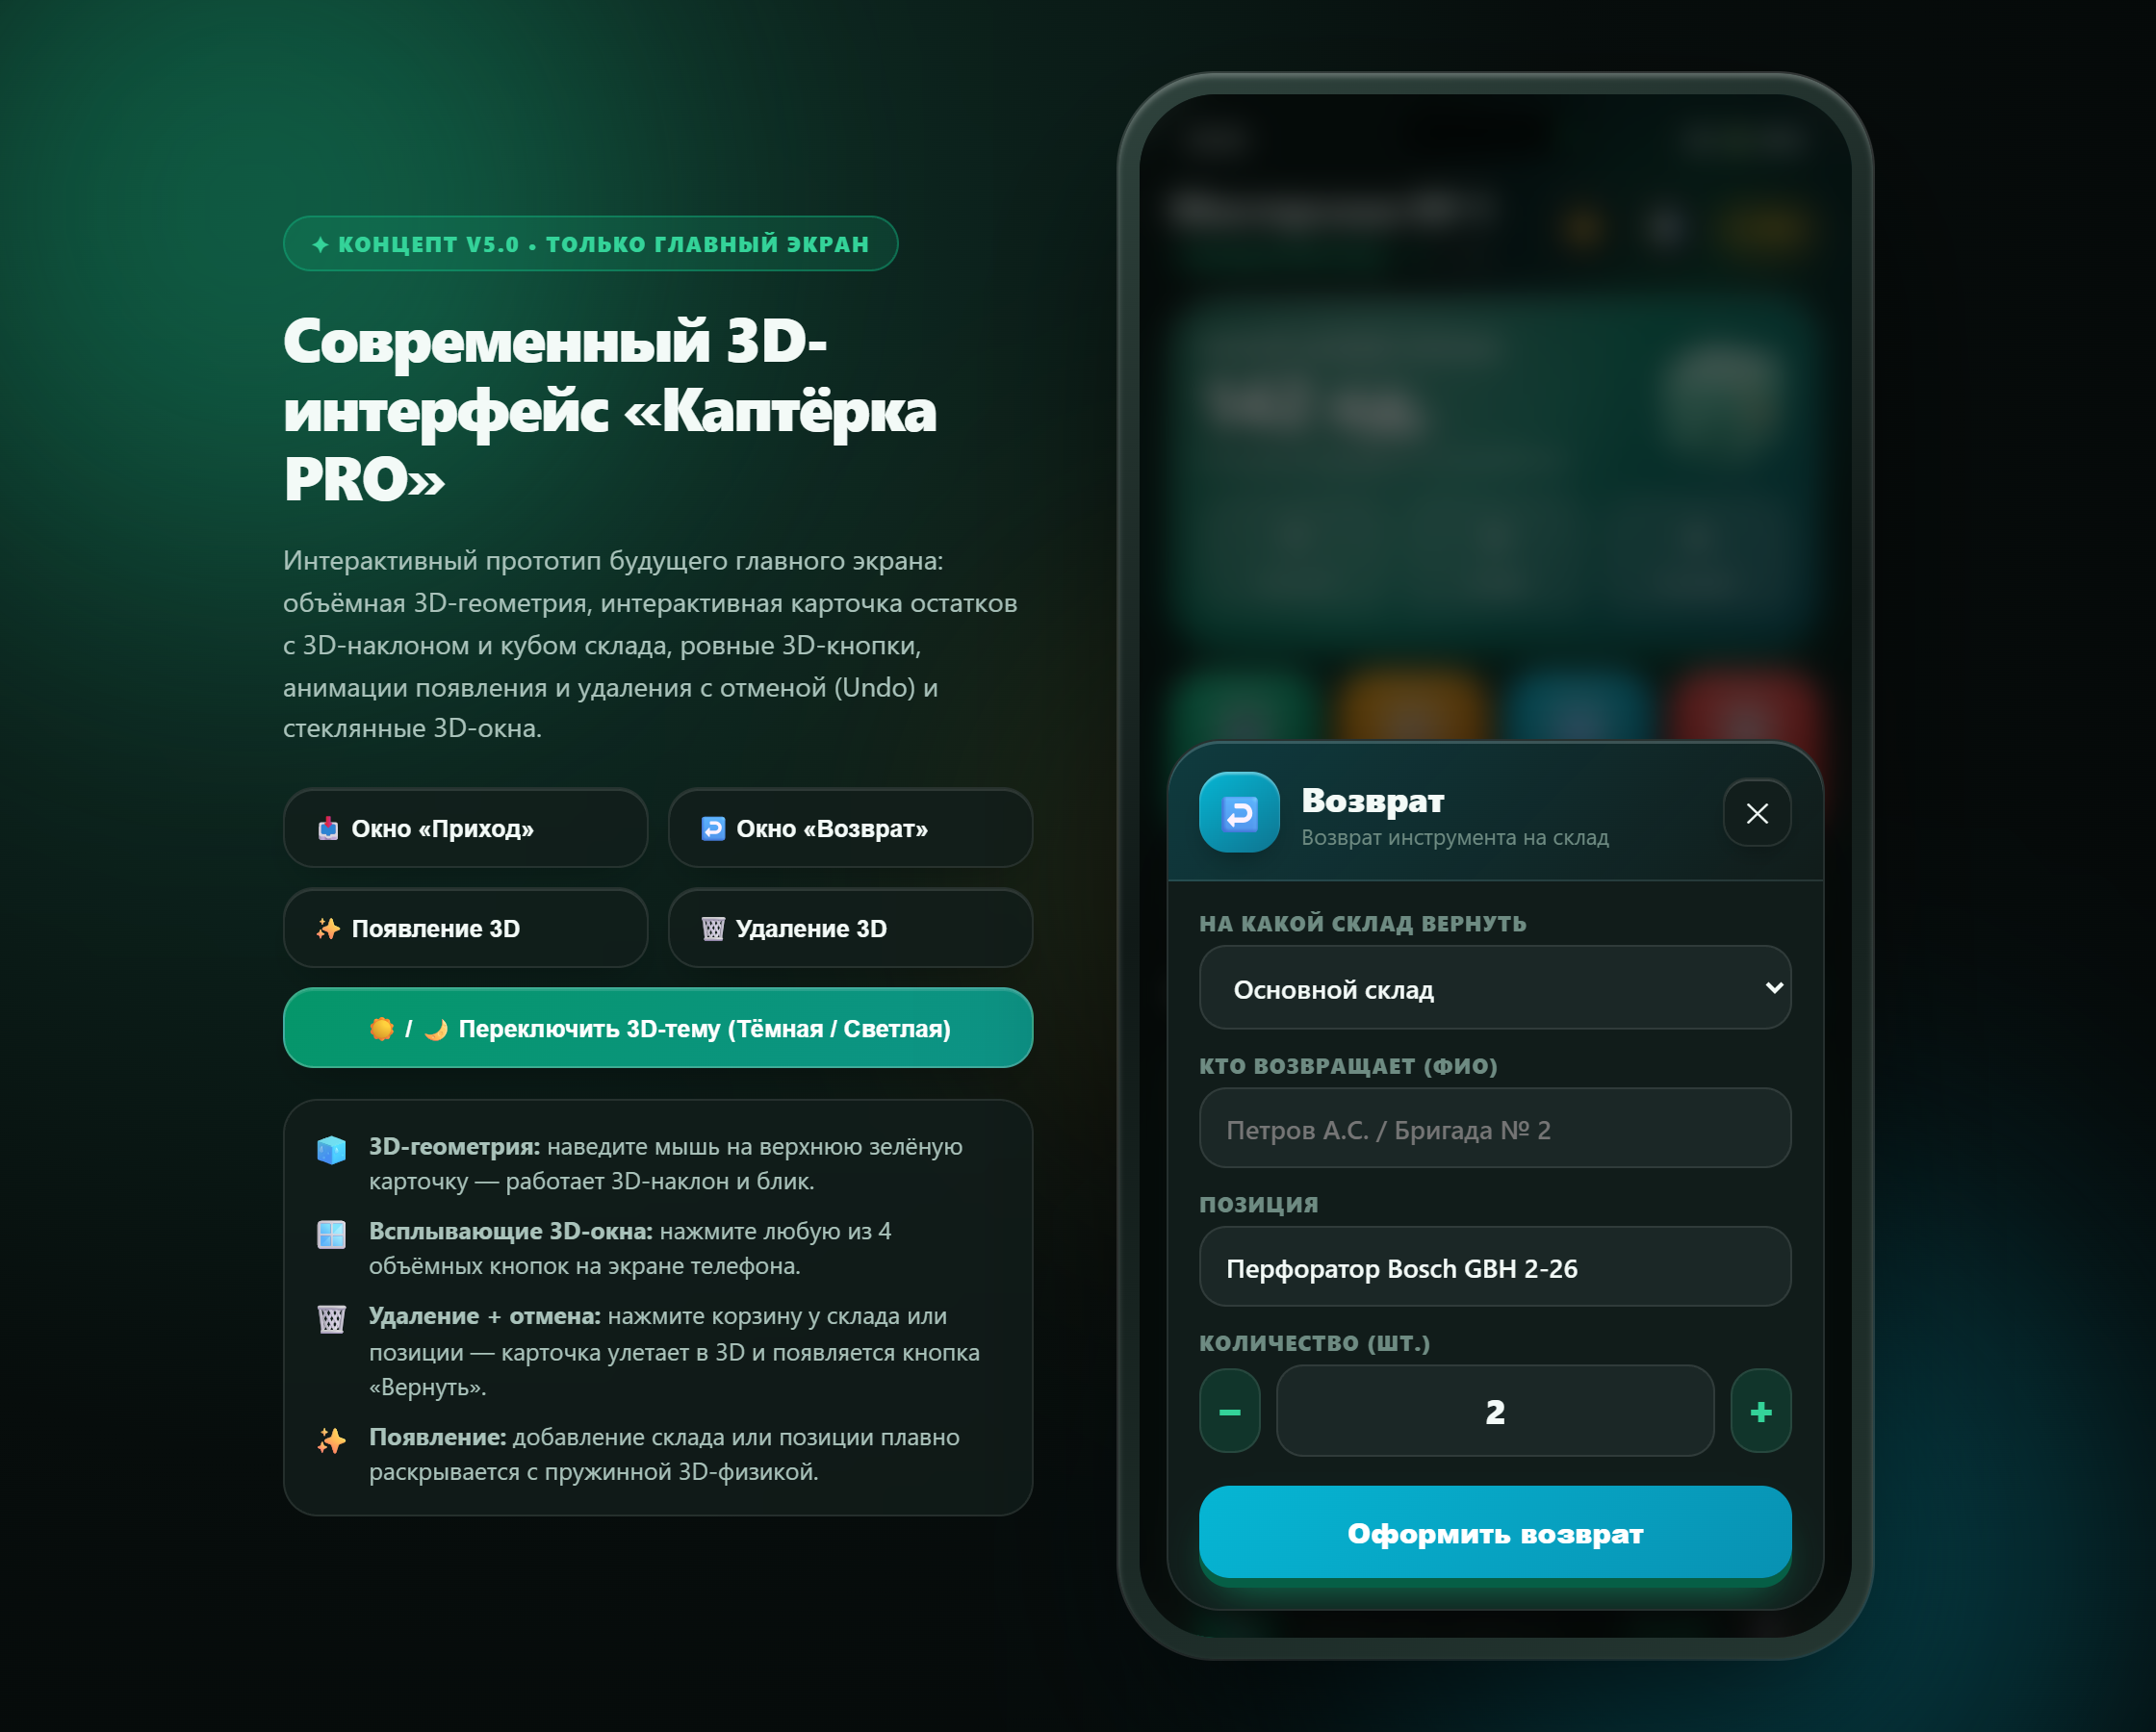 ✦ КОНЦЕПТ V5.0 • ТОЛЬКО ГЛАВНЫЙ ЭКРАН
Современный 3D-
интерфейс «Каптёрка
PRO»
Интерактивный прототип будущего главного экрана:
объёмная 3D-геометрия, интерактивная карточка остатков
с 3D-наклоном и кубом склада, ровные 3D-кнопки,
анимации появления и удаления с отменой (Undo) и
стеклянные 3D-окна.
Окно «Приход»
Окно «Возврат»
Появление 3D
Удаление 3D
/ Переключить 3D-тему (Тёмная / Светлая)
3D-геометрия: наведите мышь на верхнюю зелёную
карточку — работает 3D-наклон и блик.
Всплывающие 3D-окна: нажмите любую из 4
объёмных кнопок на экране телефона.
Удаление + отмена: нажмите корзину у склада или
позиции — карточка улетает в 3D и появляется кнопка
«Вернуть».
Появление: добавление склада или позиции плавно
раскрывается с пружинной 3D-физикой.
Возврат
Возврат инструмента на склад
НА КАКОЙ СКЛАД ВЕРНУТЬ
Основной склад
КТО ВОЗВРАЩАЕТ (ФИО)
Петров А.С. / Бригада № 2
ПОЗИЦИЯ
Перфоратор Bosch GBH 2-26
КОЛИЧЕСТВО (ШТ.)
− 2 +
Оформить возврат